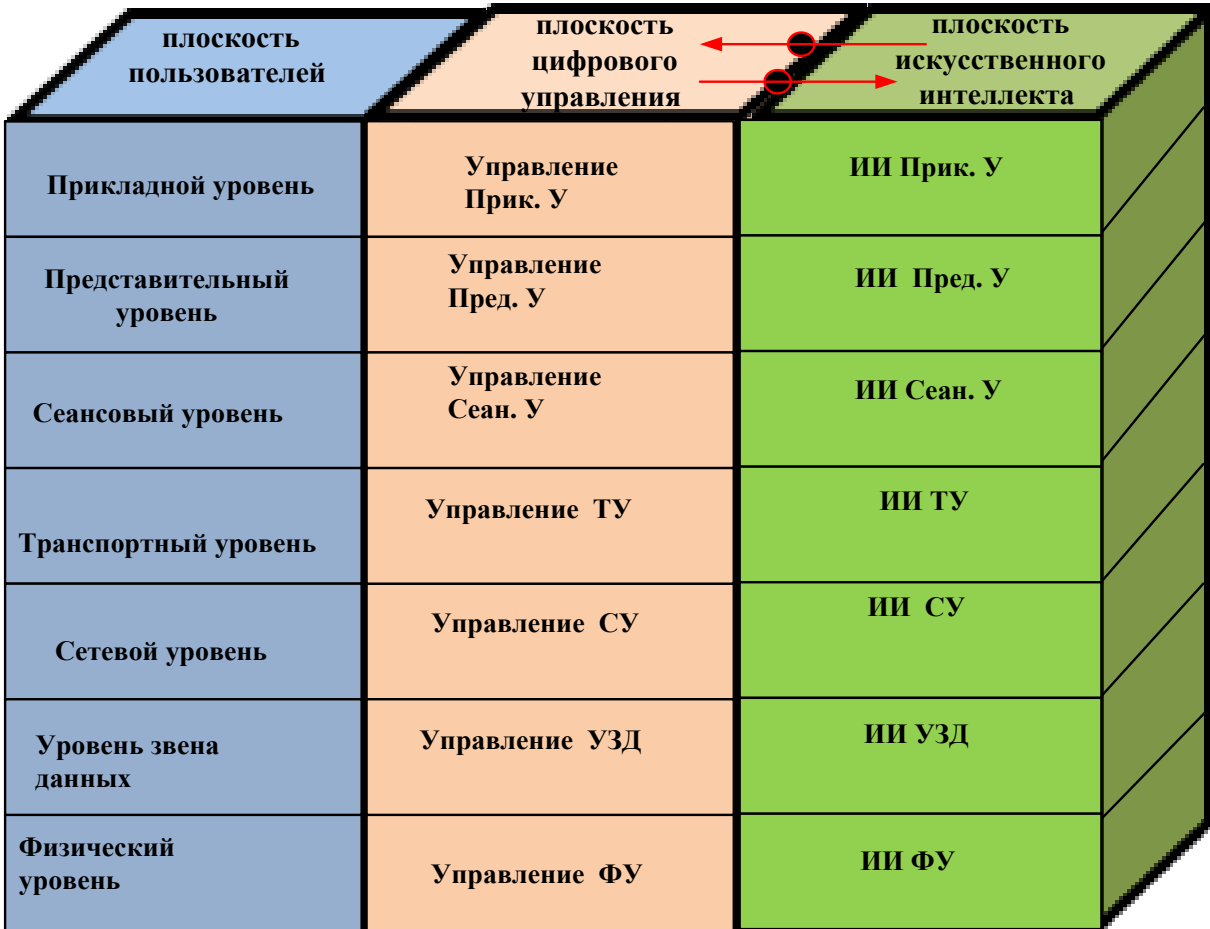 плоскость
пользователей
плоскость
цифрового
управления
плоскость
искусственного
интеллекта
Прикладной уровень
Управление
Прик. У
ИИ Прик. У
Представительный
уровень
Управление
Пред. У
ИИ Пред. У
Сеансовый уровень
Управление
Сеан. У
ИИ Сеан. У
Транспортный уровень
Управление ТУ
ИИ ТУ
Сетевой уровень
Управление СУ
ИИ СУ
Уровень звена
данных
Управление УЗД
ИИ УЗД
Физический
уровень
Управление ФУ
ИИ ФУ